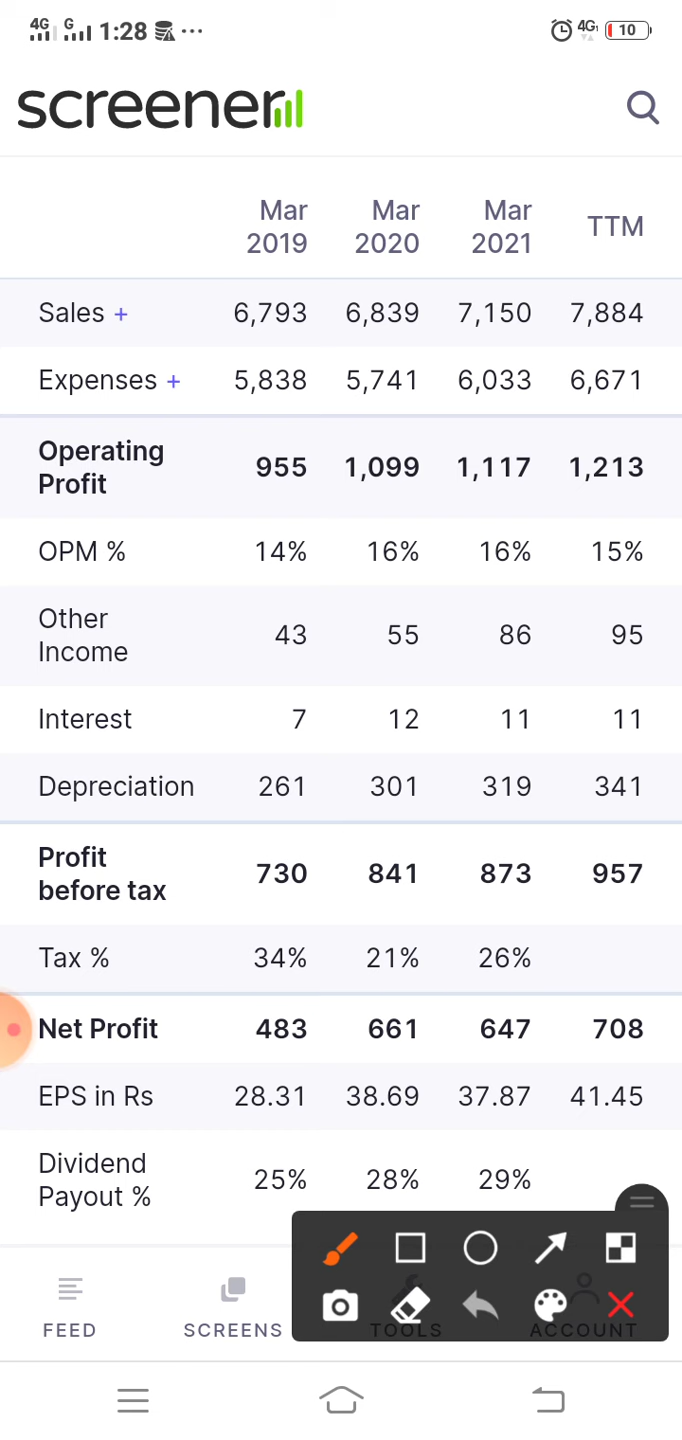 4G G 1:28 ... 4G 10
screener
Mar 2019 Mar 2020 Mar 2021 TTM
Sales + 6,793 6,839 7,150 7,884
Expenses + 5,838 5,741 6,033 6,671
Operating Profit 955 1,099 1,117 1,213
OPM % 14% 16% 16% 15%
Other Income 43 55 86 95
Interest 7 12 11 11
Depreciation 261 301 319 341
Profit before tax 730 841 873 957
Tax % 34% 21% 26%
Net Profit 483 661 647 708
EPS in Rs 28.31 38.69 37.87 41.45
Dividend Payout % 25% 28% 29%
FEED SCREENS TOOLS ACCOUNT